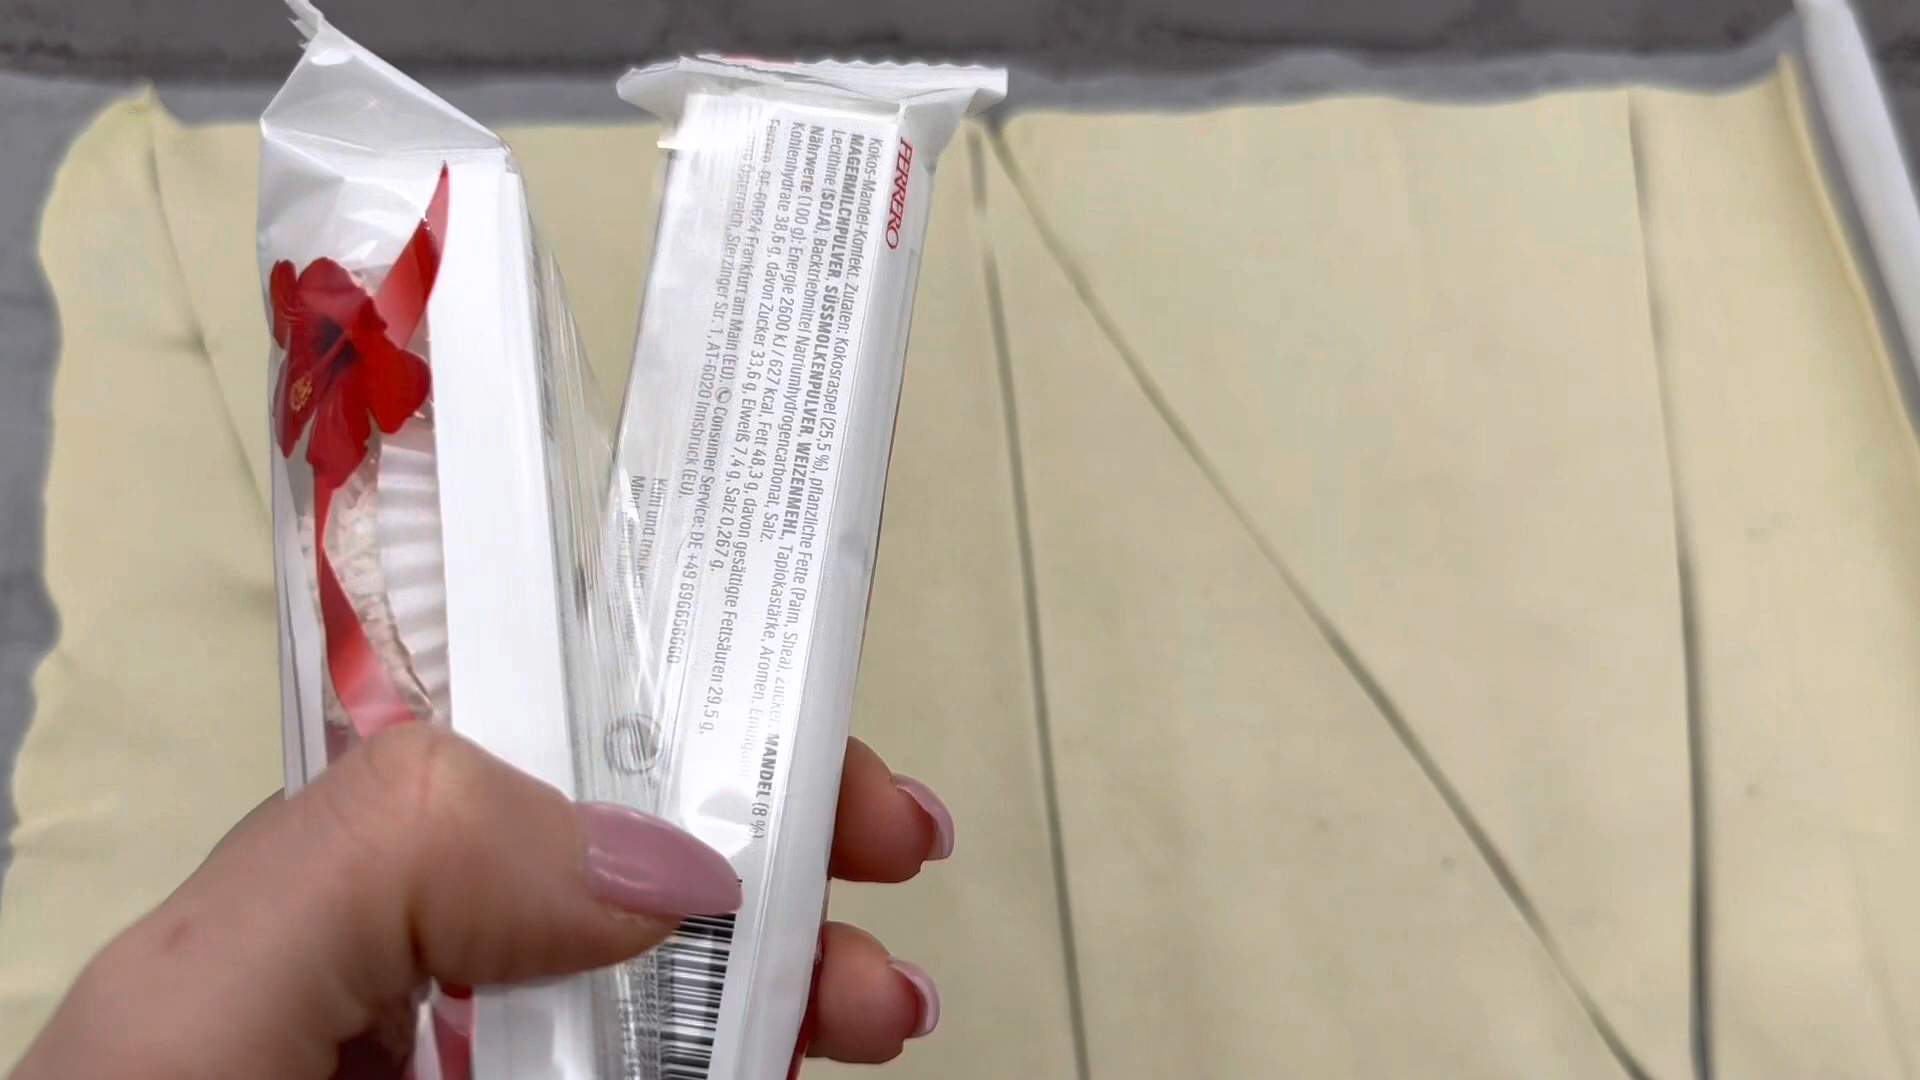 FERRERO
Kokos-Mandel-Konfekt. Zutaten: Kokosraspel (25,5 %), pflanzliche Fette (Palm, Shea), Zucker, MANDEL (8 %),
MAGERMILCHPULVER, SÜSSMOLKENPULVER, WEIZENMEHL, Tapiokastärke, Aromen, Emulgator
Lecithine (SOJA), Backtriebmittel Natriumhydrogencarbonat, Salz.
Nährwerte (100 g): Energie 2600 kJ / 627 kcal, Fett 48,3 g, davon gesättigte Fettsäuren 29,5 g,
Kohlenhydrate 38,6 g, davon Zucker 33,6 g, Eiweiß 7,4 g, Salz 0,267 g.
Ferrero DE-60624 Frankfurt am Main (EU). © Consumer Service: DE +49 6966566660
Österreich, Sterzinger Str. 1, AT-6020 Innsbruck (EU).
Kühl und trocken